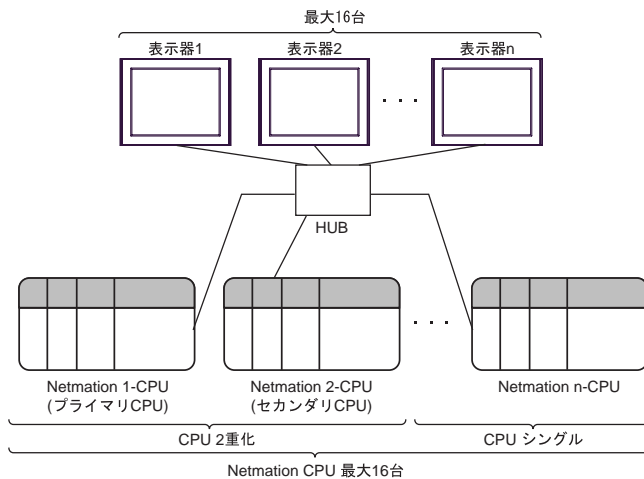 最大16台
表示器1
表示器2
表示器n
・・・
HUB
・・・
Netmation 1-CPU
(プライマリCPU)
Netmation 2-CPU
(セカンダリCPU)
Netmation n-CPU
CPU 2重化
CPU シングル
Netmation CPU 最大16台